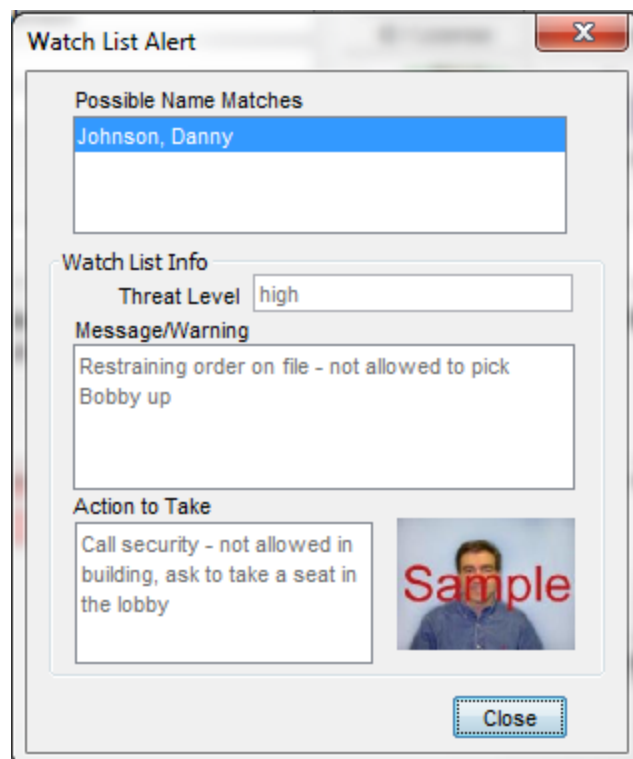 Watch List Alert
Possible Name Matches
Johnson, Danny
Watch List Info
Threat Level high
Message/Warning
Restraining order on file - not allowed to pick
Bobby up
Action to Take
Call security - not allowed in
building, ask to take a seat in
the lobby
Sample
Close